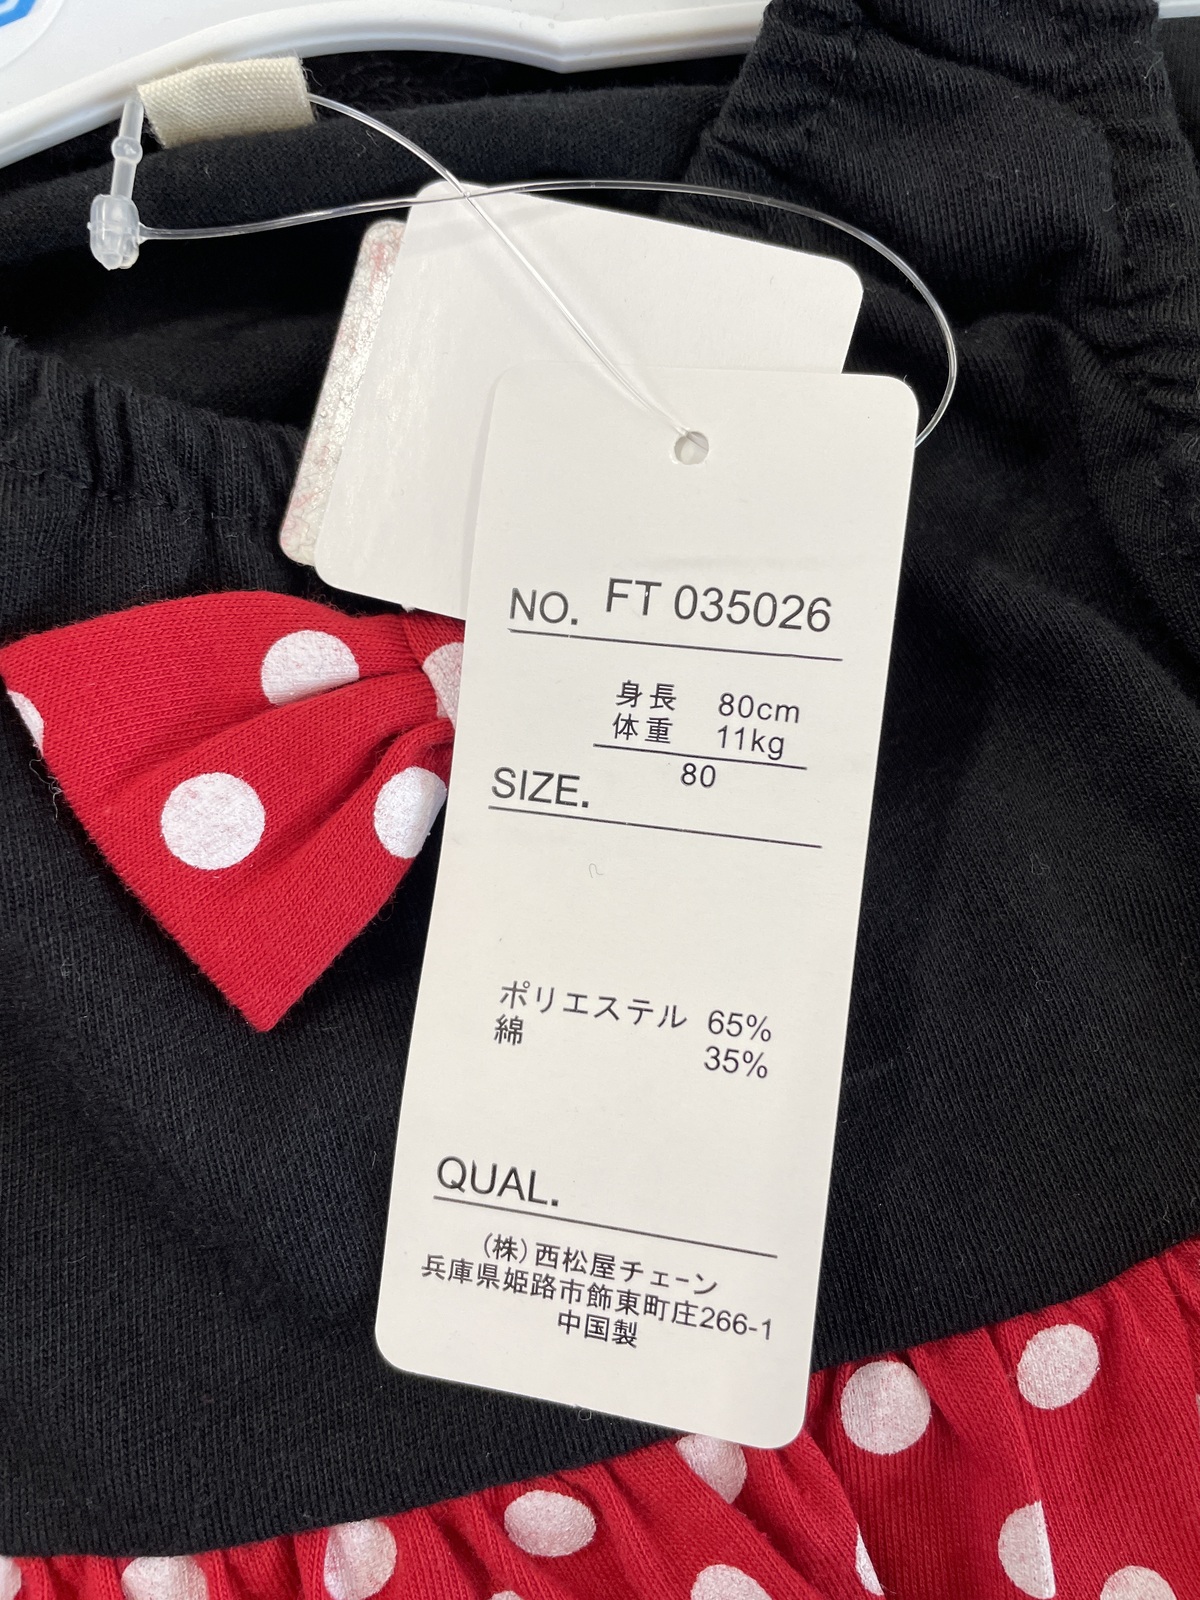 NO. FT 035026
身長 80cm
体重 11kg
80
SIZE.
ポリエステル 65%
綿 35%
QUAL.
(株)西松屋チェーン
兵庫県姫路市飾東町庄266-1
中国製